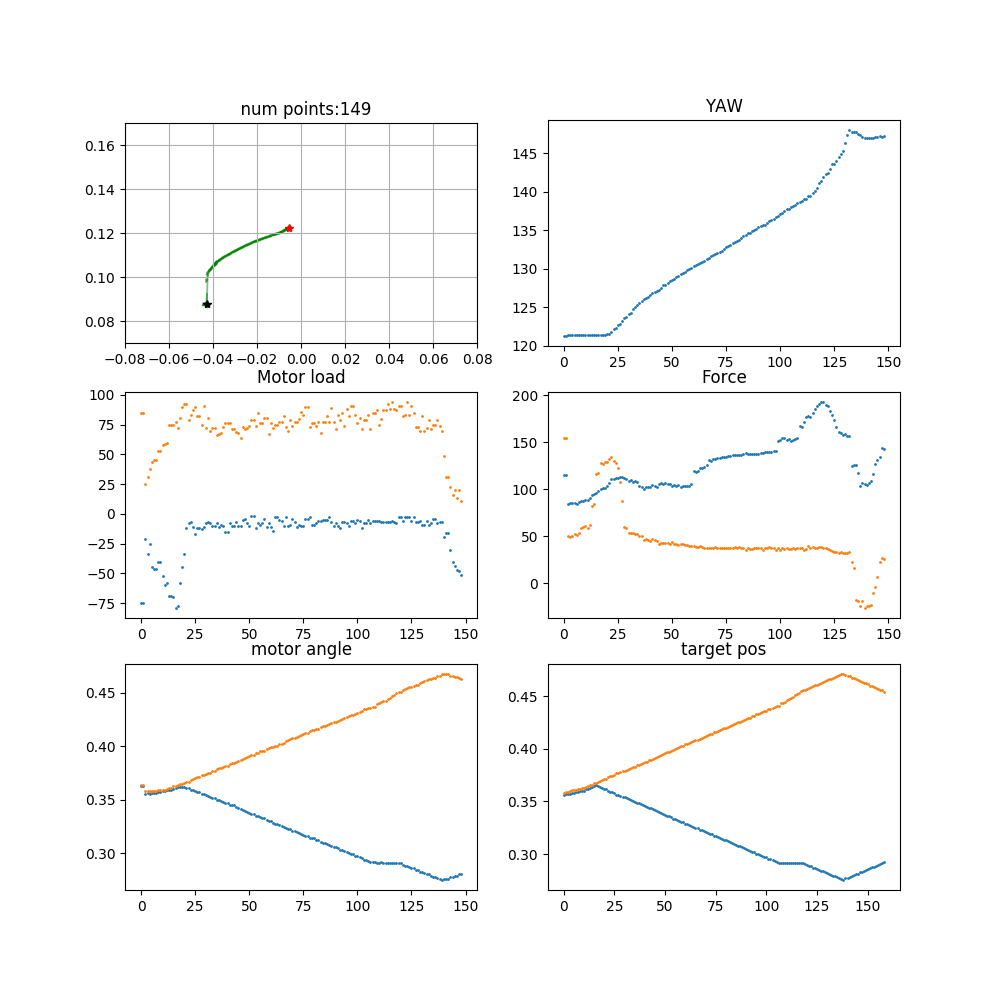 num points:149
0.16
0.14
0.12
0.10
0.08
−0.08 −0.06 −0.04 −0.02 0.00 0.02 0.04 0.06 0.08
YAW
145
140
135
130
125
120
0 25 50 75 100 125 150
Motor load
100
75
50
25
0
−25
−50
−75
0 25 50 75 100 125 150
Force
200
150
100
50
0
0 25 50 75 100 125 150
motor angle
0.45
0.40
0.35
0.30
0 25 50 75 100 125 150
target pos
0.45
0.40
0.35
0.30
0 25 50 75 100 125 150